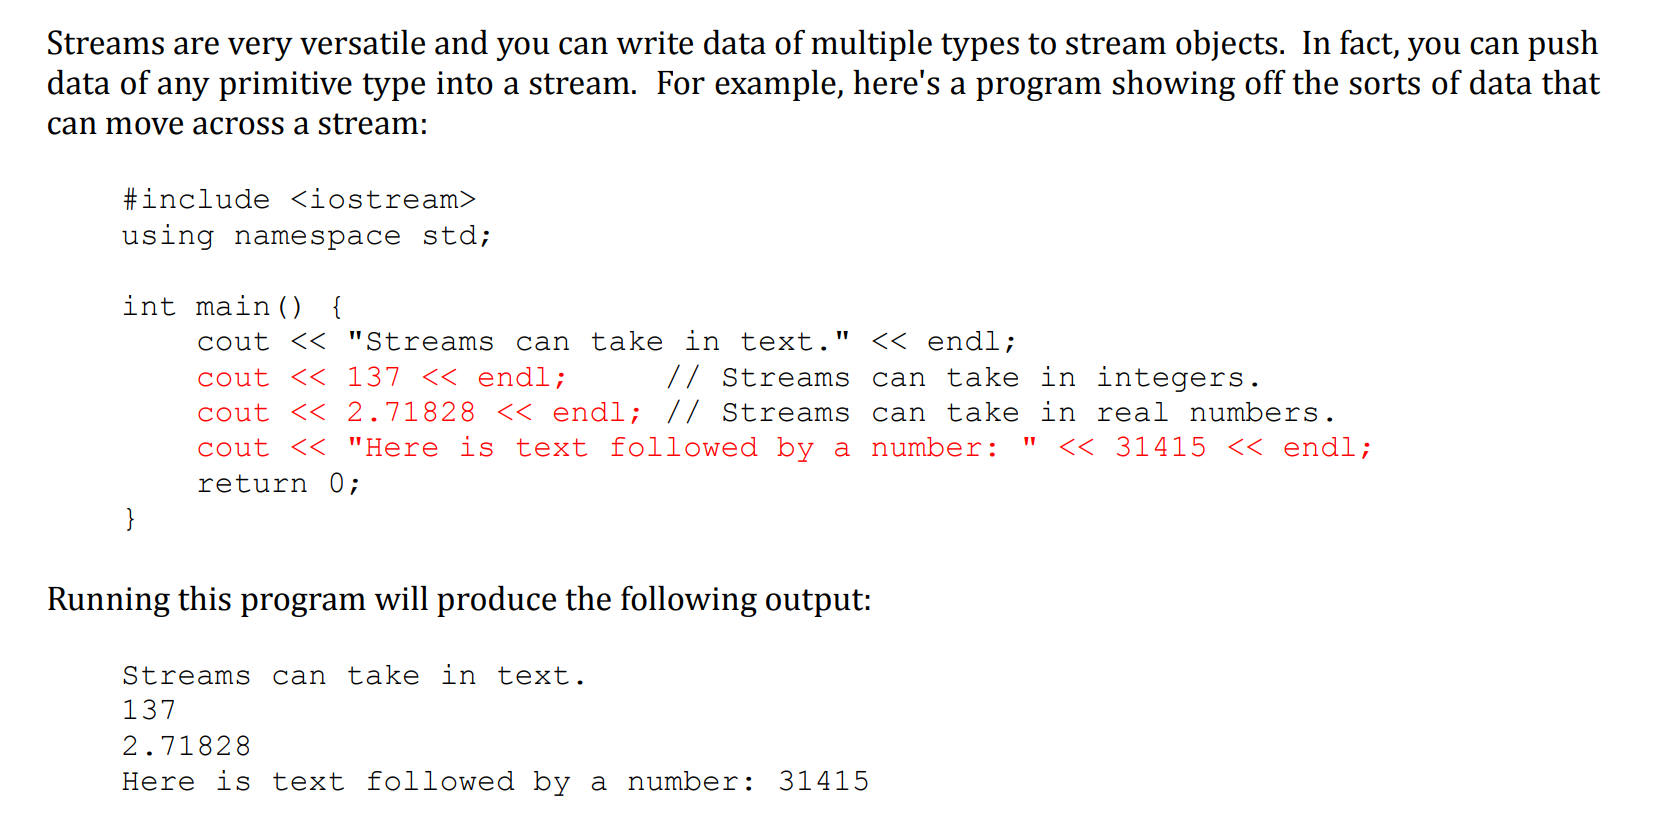 Streams are very versatile and you can write data of multiple types to stream objects.  In fact, you can push
data of any primitive type into a stream.  For example, here's a program showing off the sorts of data that
can move across a stream:
#include <iostream>
using namespace std;
int main() {
    cout << "Streams can take in text." << endl;
    cout << 137 << endl;     // Streams can take in integers.
    cout << 2.71828 << endl; // Streams can take in real numbers.
    cout << "Here is text followed by a number: " << 31415 << endl;
    return 0;
}
Running this program will produce the following output:
Streams can take in text.
137
2.71828
Here is text followed by a number: 31415